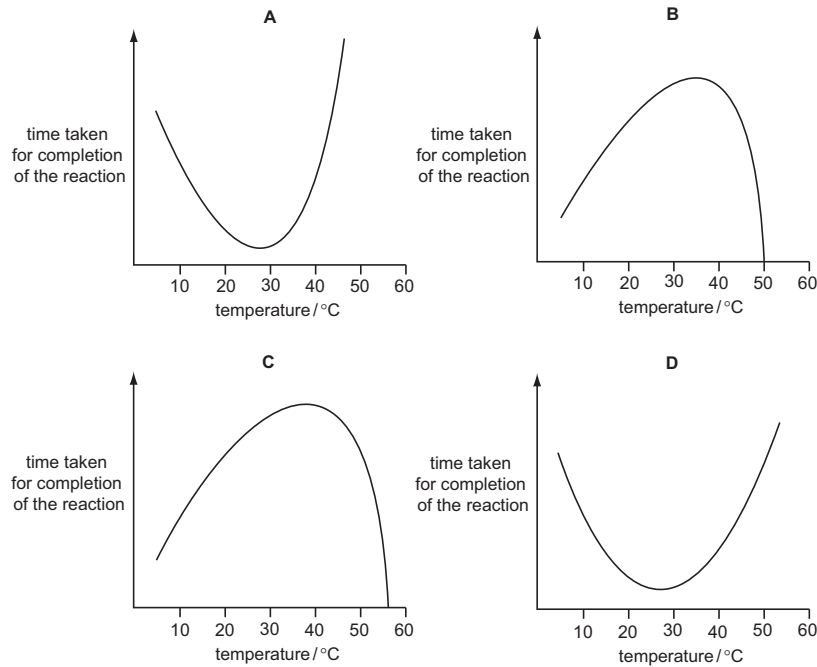 A
time taken
for completion
of the reaction
10 20 30 40 50 60
temperature / °C
B
time taken
for completion
of the reaction
10 20 30 40 50 60
temperature / °C
C
time taken
for completion
of the reaction
10 20 30 40 50 60
temperature / °C
D
time taken
for completion
of the reaction
10 20 30 40 50 60
temperature / °C